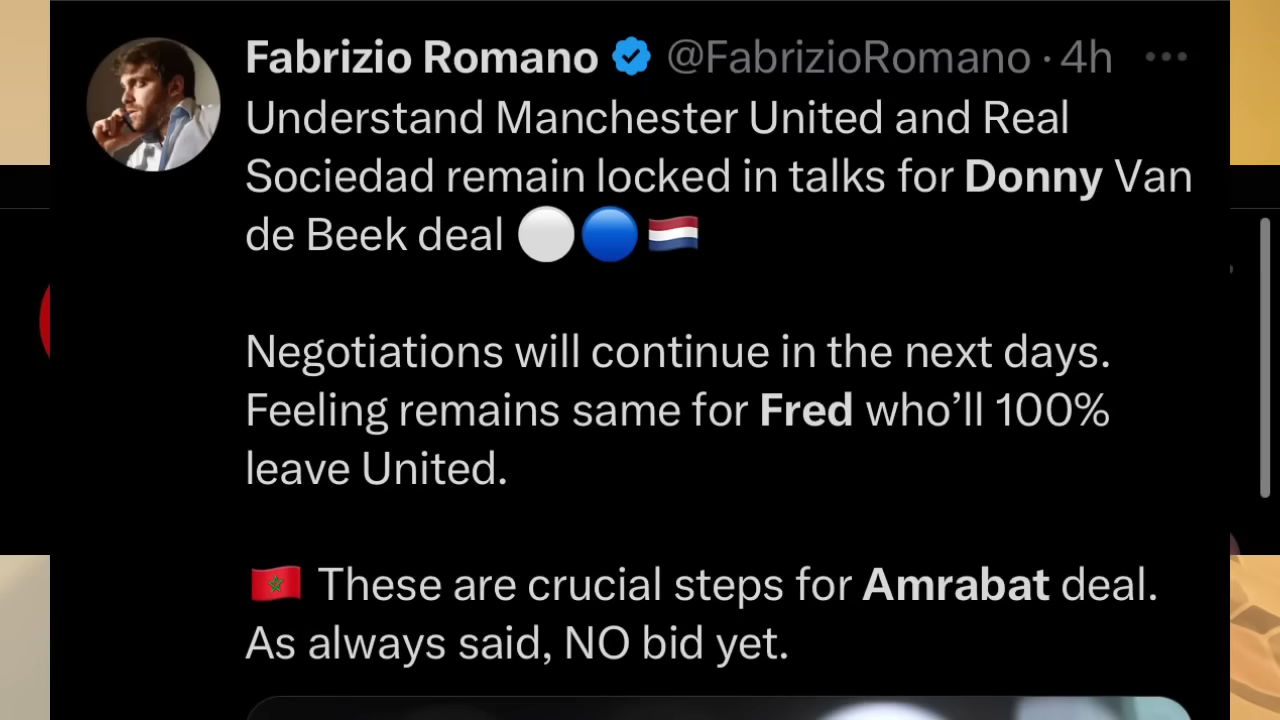 Fabrizio Romano @FabrizioRomano · 4h
Understand Manchester United and Real
Sociedad remain locked in talks for Donny Van
de Beek deal ⚪🔵🇳🇱
Negotiations will continue in the next days.
Feeling remains same for Fred who’ll 100%
leave United.
🇲🇦 These are crucial steps for Amrabat deal.
As always said, NO bid yet.